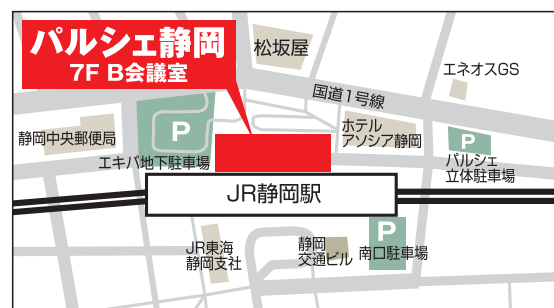 パルシェ静岡
7F B会議室
松坂屋
エネオスGS
国道1号線
静岡中央郵便局
P
エキパ地下駐車場
ホテル
アソシア静岡
P
パルシェ
立体駐車場
JR静岡駅
JR東海
静岡支社
静岡
交通ビル
P
南口駐車場